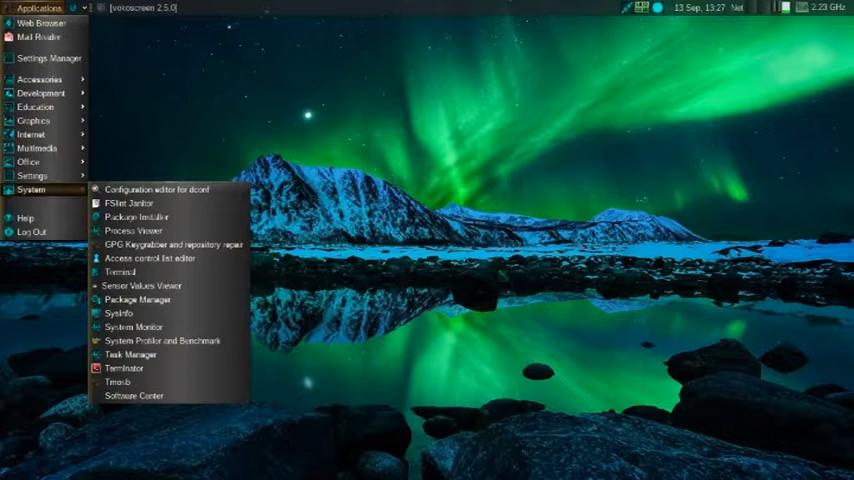 Applications
[vokoscreen 2.5.0]
13 Sep, 13:27 Net
2.23 GHz
Web Browser
Mail Reader
Settings Manager
Accessories
Development
Education
Graphics
Internet
Multimedia
Office
Settings
System
Help
Log Out
Configuration editor for dconf
FSlint Janitor
Package Installer
Process Viewer
GPG Keygrabber and repository repair
Access control list editor
Terminal
Sensor Values Viewer
Package Manager
SysInfo
System Monitor
System Profiler and Benchmark
Task Manager
Terminator
Software Center